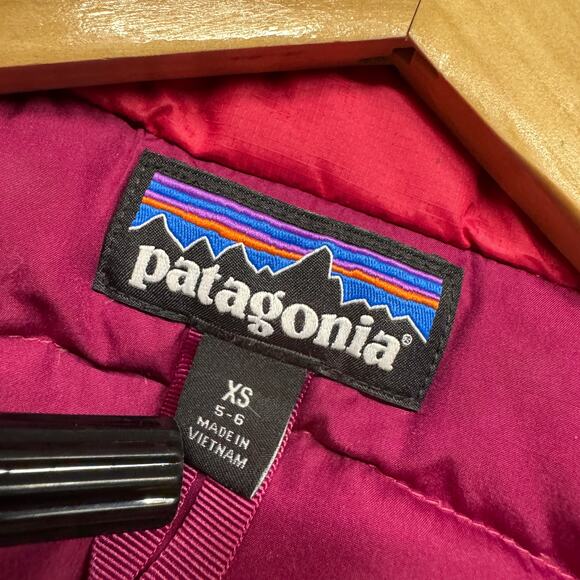 patagonia®
XS
5-6
MADE IN
VIETNAM